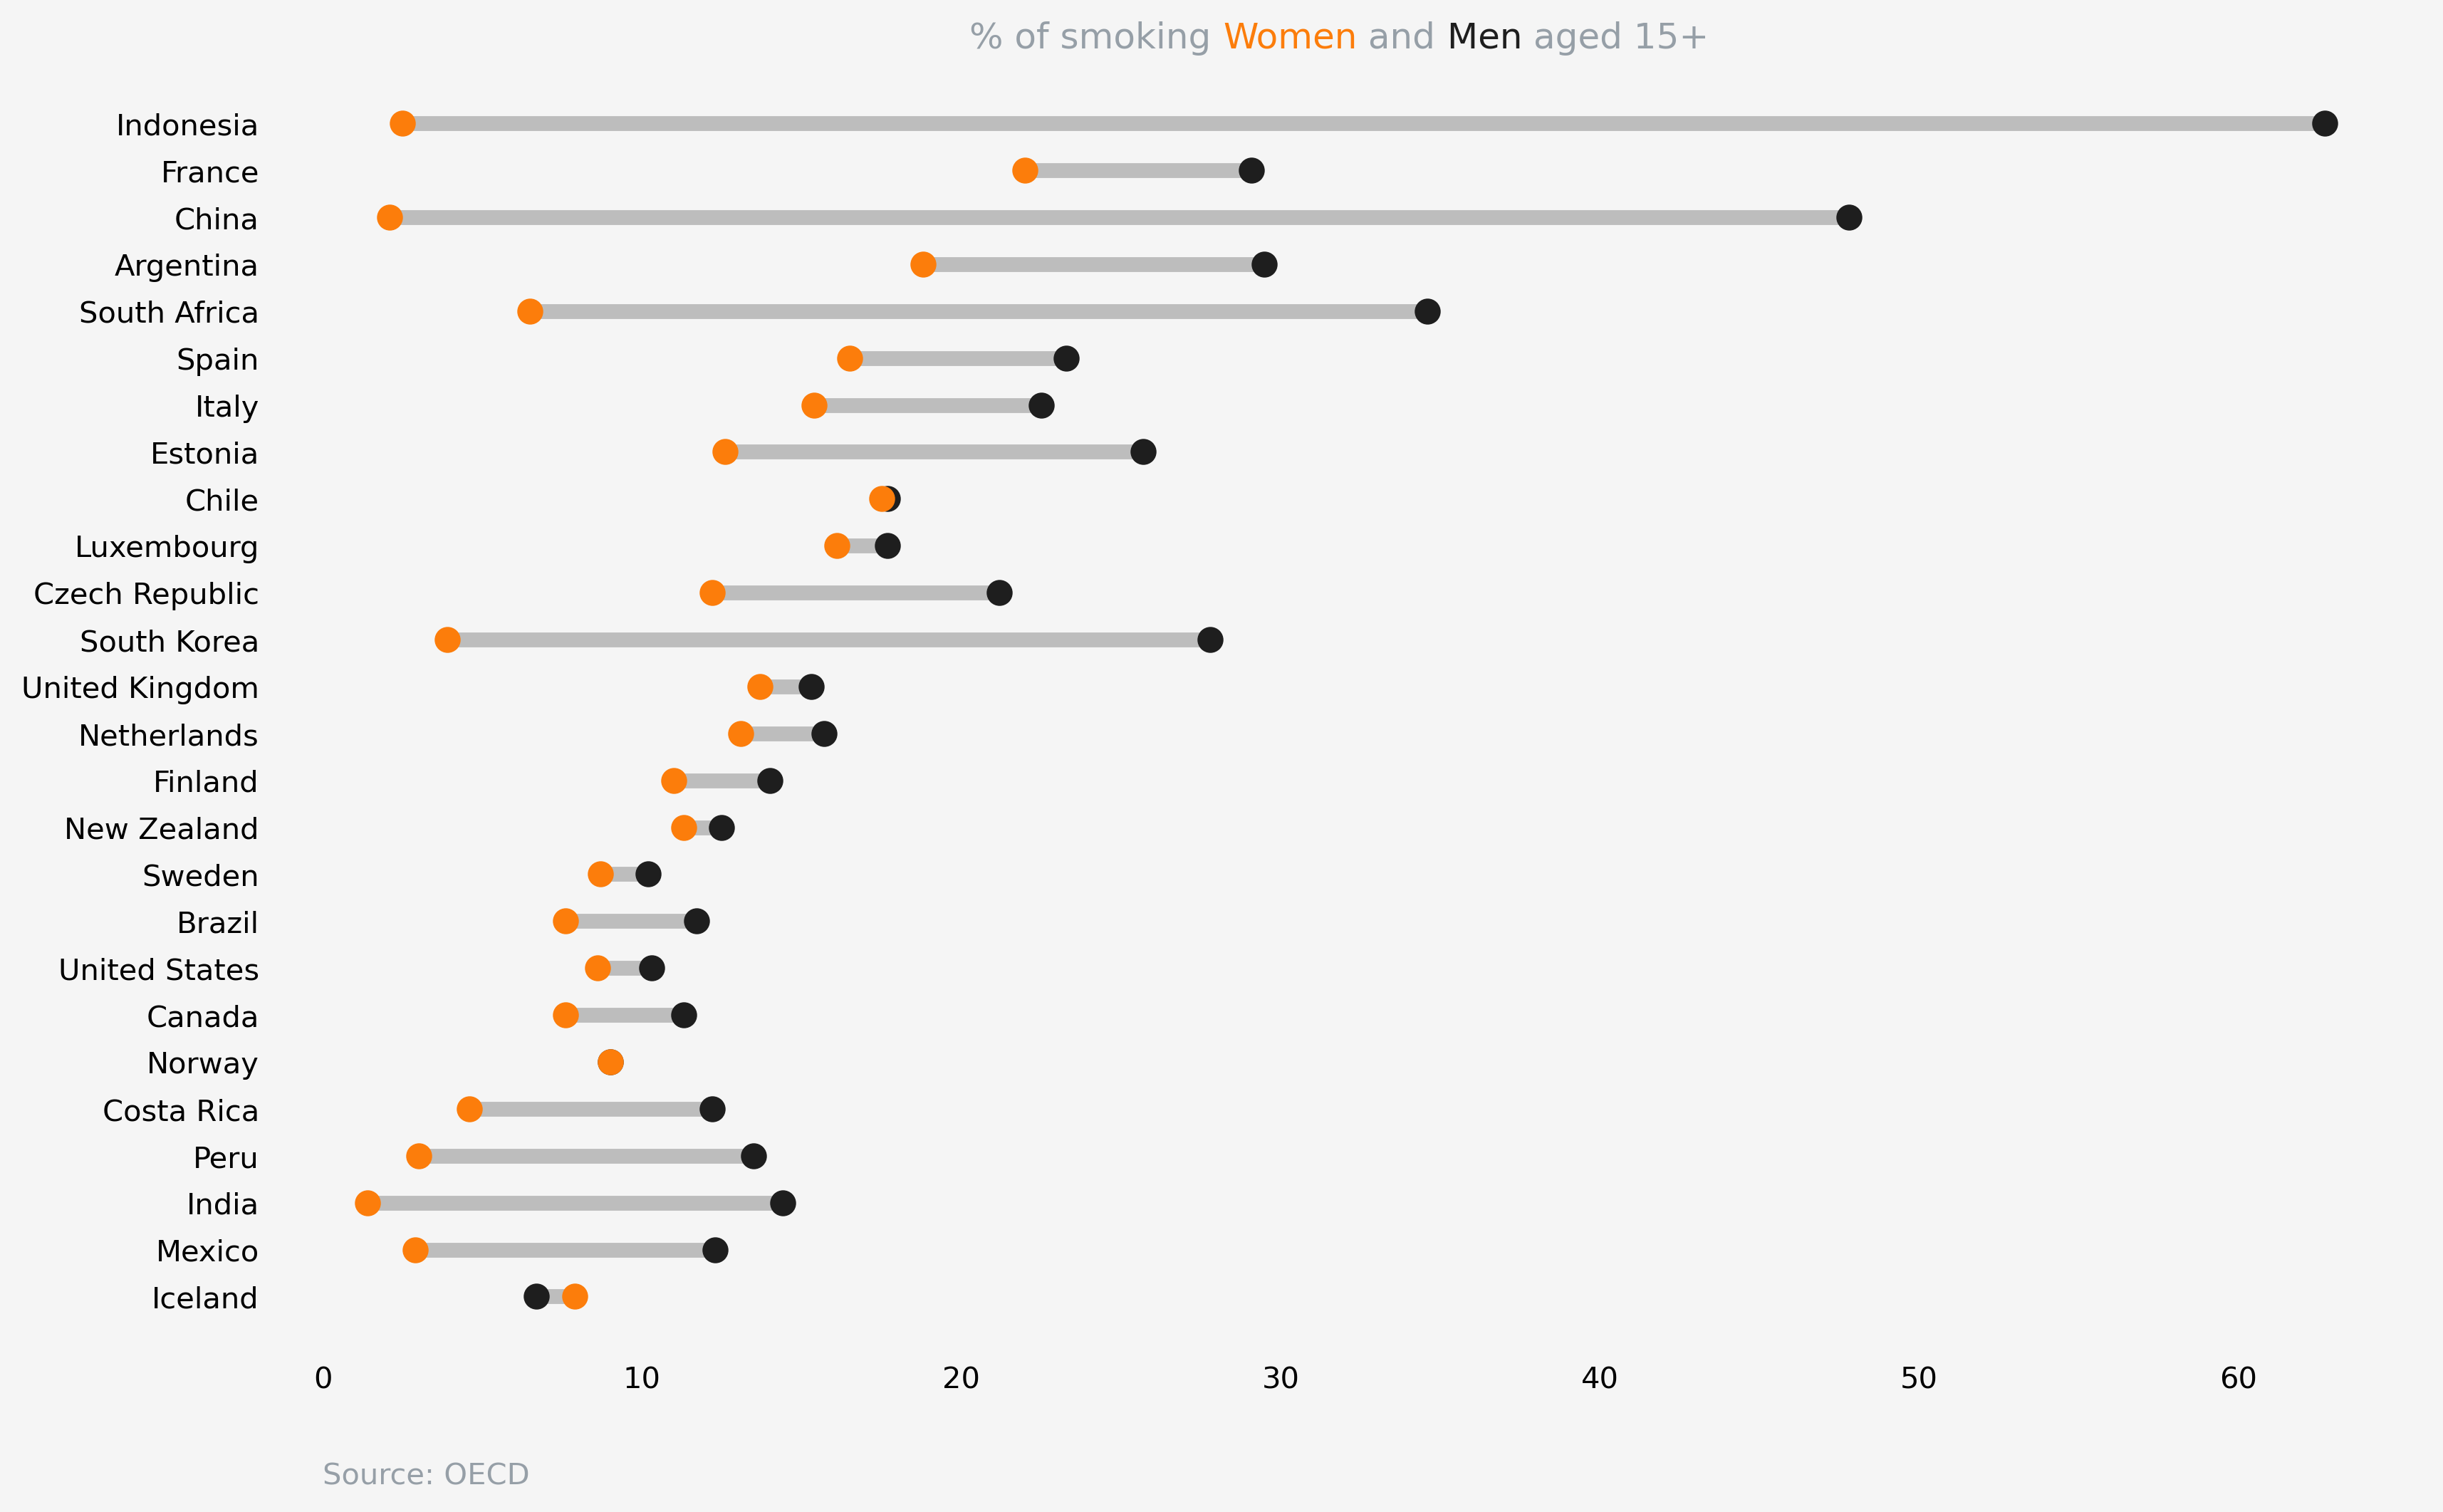 % of smoking Women and Men aged 15+
Indonesia
France
China
Argentina
South Africa
Spain
Italy
Estonia
Chile
Luxembourg
Czech Republic
South Korea
United Kingdom
Netherlands
Finland
New Zealand
Sweden
Brazil
United States
Canada
Norway
Costa Rica
Peru
India
Mexico
Iceland
0 10 20 30 40 50 60
Source: OECD